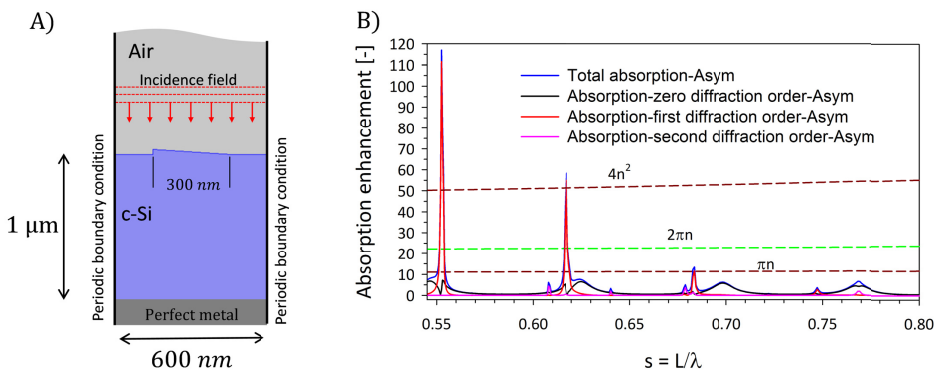 A)
Air
Incidence field
300 nm
c-Si
1 μm
Periodic boundary condition
Periodic boundary condition
Perfect metal
600 nm
B)
Absorption enhancement [-]
120
110
100
90
80
70
60
50
40
30
20
10
0
Total absorption-Asym
Absorption-zero diffraction order-Asym
Absorption-first diffraction order-Asym
Absorption-second diffraction order-Asym
4n²
2πn
πn
0.55 0.60 0.65 0.70 0.75 0.80
s = L/λ